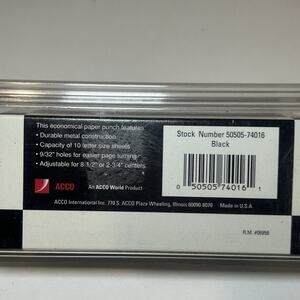 This economical paper punch features:
• Durable metal construction
• Capacity of 10 letter size sheets
• 9/32" holes for easier page turning
• Adjustable for 8-1/2" or 2-3/4" centers
Stock Number 50505-74016
Black
0 50505 74016 1
ACCO
An ACCO World Product
ACCO International Inc. 770 S. ACCO Plaza Wheeling, Illinois 60090-6070 Made in U.S.A.